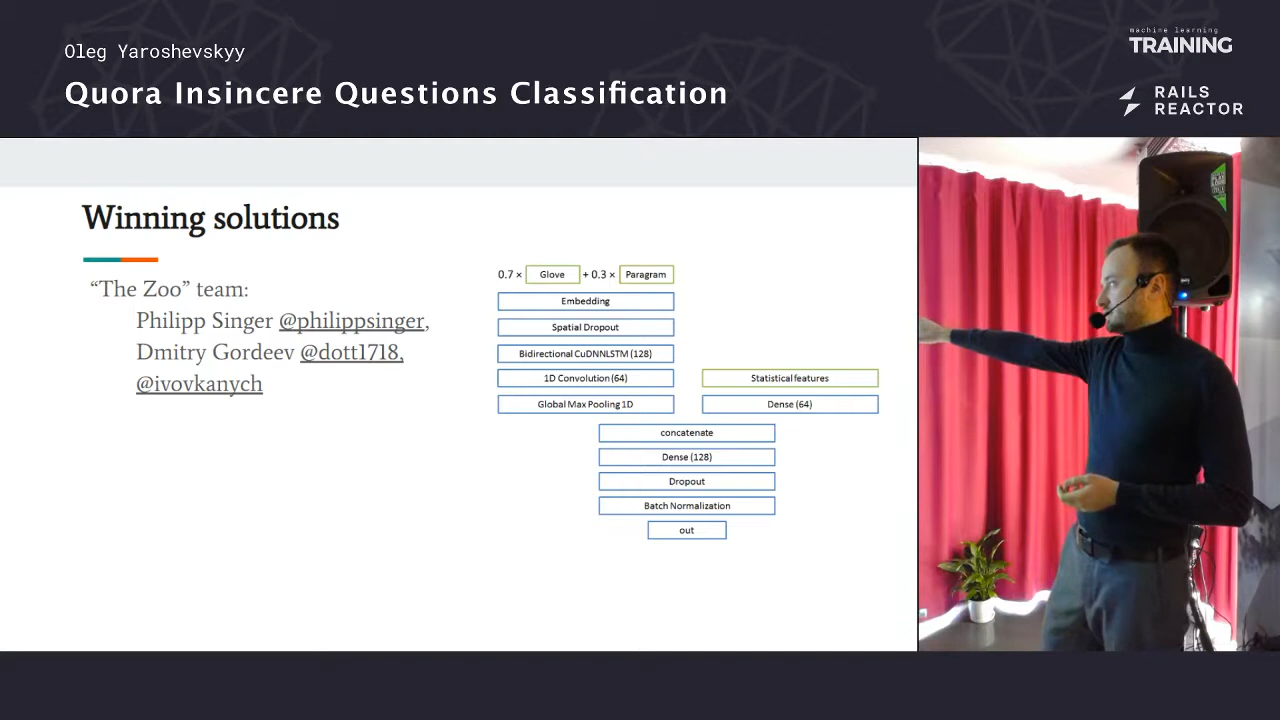 Oleg Yaroshevskyy
Quora Insincere Questions Classification
machine learning
TRAINING
RAILS
REACTOR
Winning solutions
“The Zoo” team:
Philipp Singer @philippsinger,
Dmitry Gordeev @dott1718,
@ivovkanych
0.7 × Glove + 0.3 × Paragram
Embedding
Spatial Dropout
Bidirectional CuDNNLSTM (128)
1D Convolution (64)
Global Max Pooling 1D
Statistical features
Dense (64)
concatenate
Dense (128)
Dropout
Batch Normalization
out